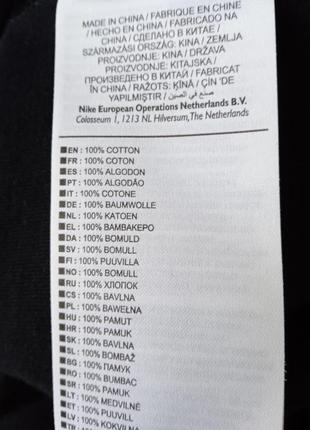 MADE IN CHINA / FABRIQUE EN CHINE
/ HECHO EN CHINA / FABRICADO NA
CHINA / СДЕЛАНО В КИТАЕ /
SZÁRMAZÁSI ORSZÁG: KÍNA / ZEMLJA
PROIZVODNJE: KINA / DRŽAVA
PROIZVODNJE: KITAJSKA /
ПРОИЗВЕДЕНО В КИТАЙ / FABRICAT
ÎN CHINA / RAŽOTS: ĶĪNĀ / ÇİN 'DE
YAPILMIŞTIR / صنع في الصين
Nike European Operations Netherlands B.V.
Colosseum 1, 1213 NL Hilversum, The Netherlands
EN : 100% COTTON
FR : 100% COTON
ES : 100% ALGODON
PT : 100% ALGODÃO
IT : 100% COTONE
DE : 100% BAUMWOLLE
NL : 100% KATOEN
EL : 100% ΒΑΜΒΑΚΕΡΟ
DA : 100% BOMULD
SV : 100% BOMULL
FI : 100% PUUVILLA
NO : 100% BOMULL
RU : 100% ХЛОПОК
CS : 100% BAVLNA
PL : 100% BAWEŁNA
HU : 100% PAMUT
HR : 100% PAMUK
SK : 100% BAVLNA
SL : 100% BOMBAŽ
BG : 100% ПАМУК
RO : 100% BUMBAC
SR : 100% PAMUK
LT : 100% MEDVILNĖ
ET : 100% PUUVILL
LV : 100% KOKVILNA